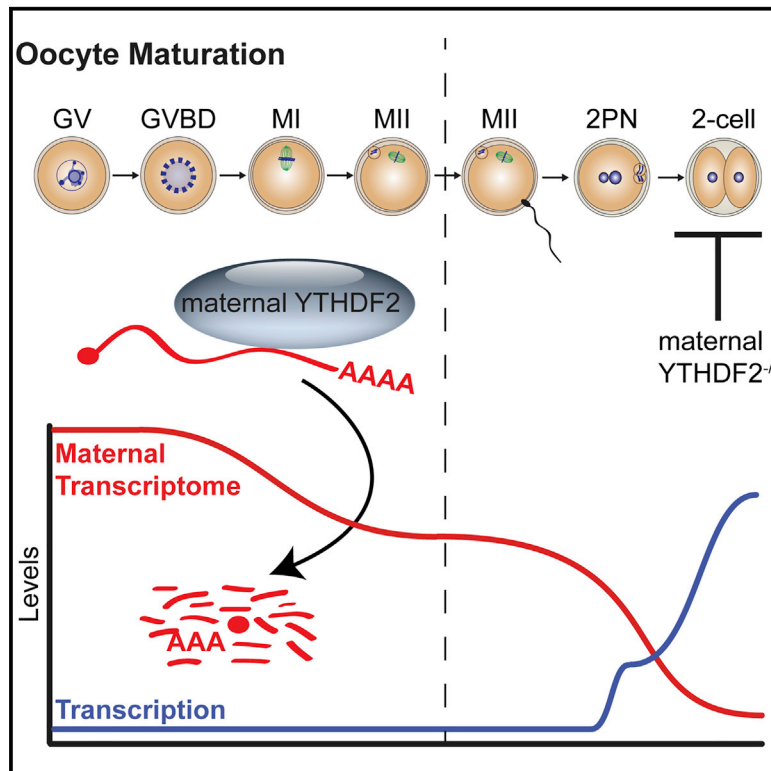 Oocyte Maturation
GV GVBD MI MII MII 2PN 2-cell
maternal YTHDF2
AAAA
maternal
YTHDF2-/
Maternal
Transcriptome
Levels
AAA
Transcription